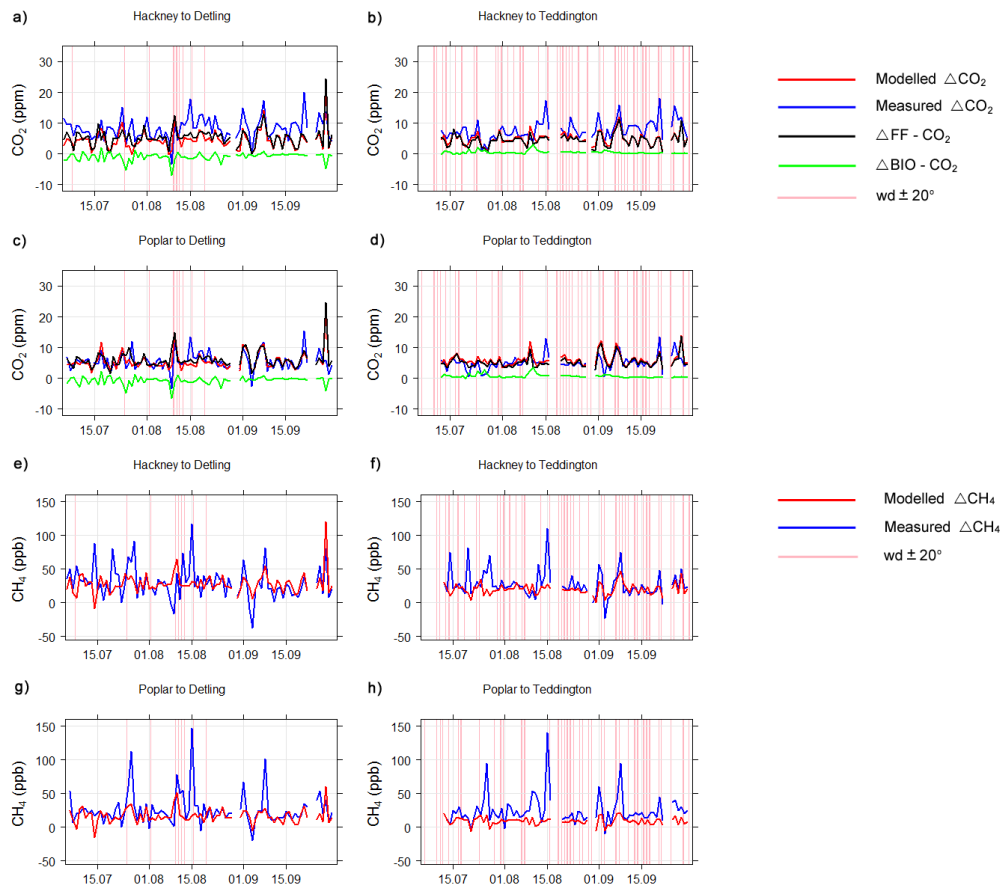 a)
Hackney to Detling
CO₂ (ppm)
30
20
10
0
-10
15.07
01.08
15.08
01.09
15.09
b)
Hackney to Teddington
CO₂ (ppm)
30
20
10
0
-10
15.07
01.08
15.08
01.09
15.09
Modelled △CO₂
Measured △CO₂
△FF - CO₂
△BIO - CO₂
wd ± 20°
c)
Poplar to Detling
CO₂ (ppm)
30
20
10
0
-10
15.07
01.08
15.08
01.09
15.09
d)
Poplar to Teddington
CO₂ (ppm)
30
20
10
0
-10
15.07
01.08
15.08
01.09
15.09
e)
Hackney to Detling
CH₄ (ppb)
150
100
50
0
-50
15.07
01.08
15.08
01.09
15.09
f)
Hackney to Teddington
CH₄ (ppb)
150
100
50
0
-50
15.07
01.08
15.08
01.09
15.09
Modelled △CH₄
Measured △CH₄
wd ± 20°
g)
Poplar to Detling
CH₄ (ppb)
150
100
50
0
-50
15.07
01.08
15.08
01.09
15.09
h)
Poplar to Teddington
CH₄ (ppb)
150
100
50
0
-50
15.07
01.08
15.08
01.09
15.09